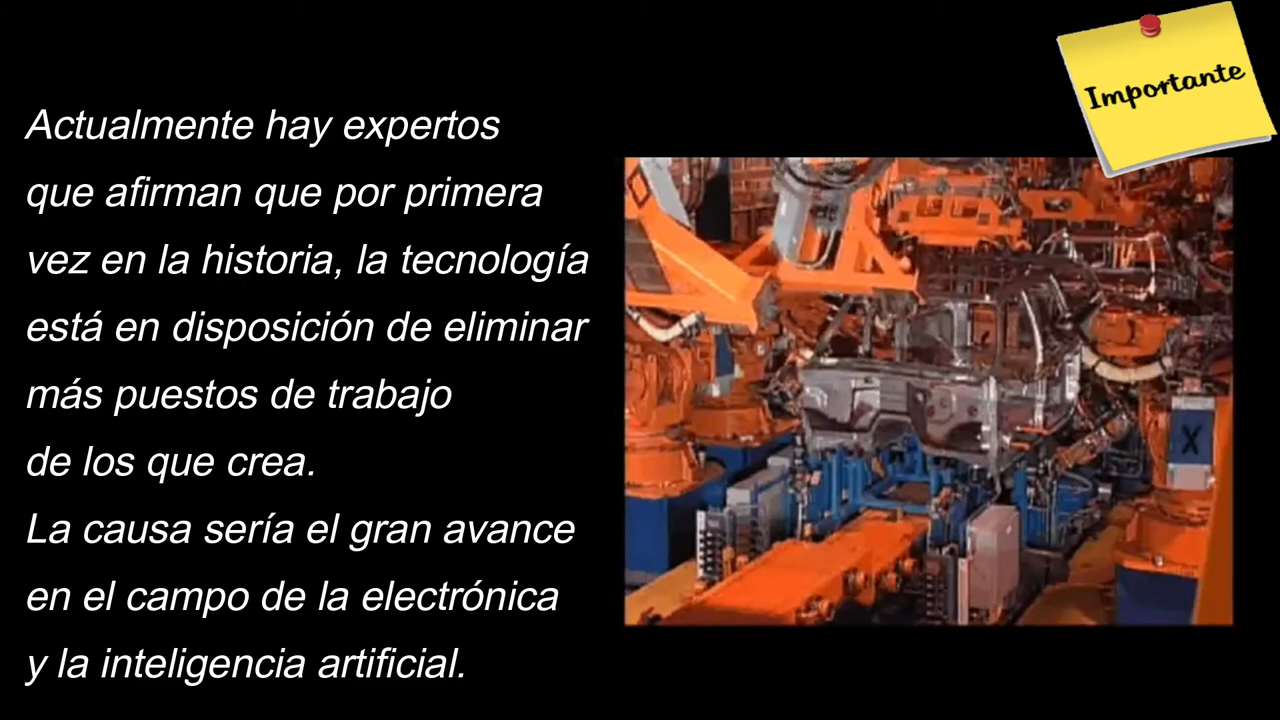 Importante
Actualmente hay expertos
que afirman que por primera
vez en la historia, la tecnología
está en disposición de eliminar
más puestos de trabajo
de los que crea.
La causa sería el gran avance
en el campo de la electrónica
y la inteligencia artificial.
X